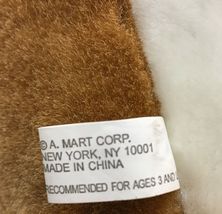 © A. MART CORP.
NEW YORK, NY 10001
MADE IN CHINA
RECOMMENDED FOR AGES 3 AND